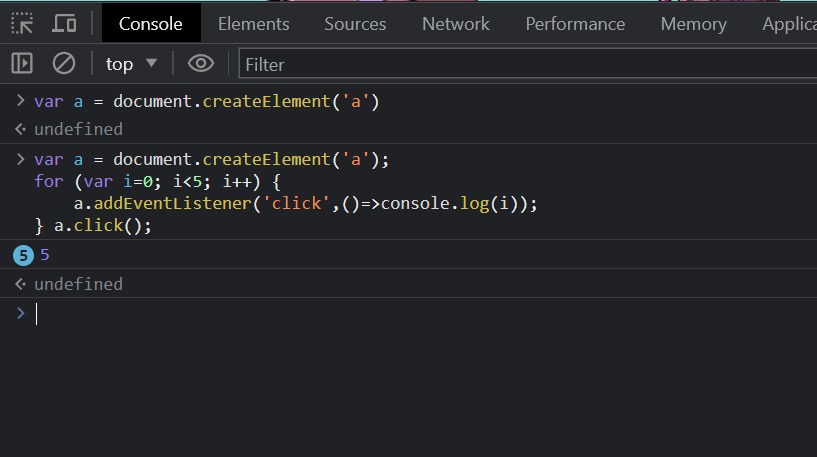 Console Elements Sources Network Performance Memory Applica
top ▼ Filter
> var a = document.createElement('a')
<· undefined
> var a = document.createElement('a');
for (var i=0; i<5; i++) {
    a.addEventListener('click',()=>console.log(i));
} a.click();
5 5
<· undefined
>